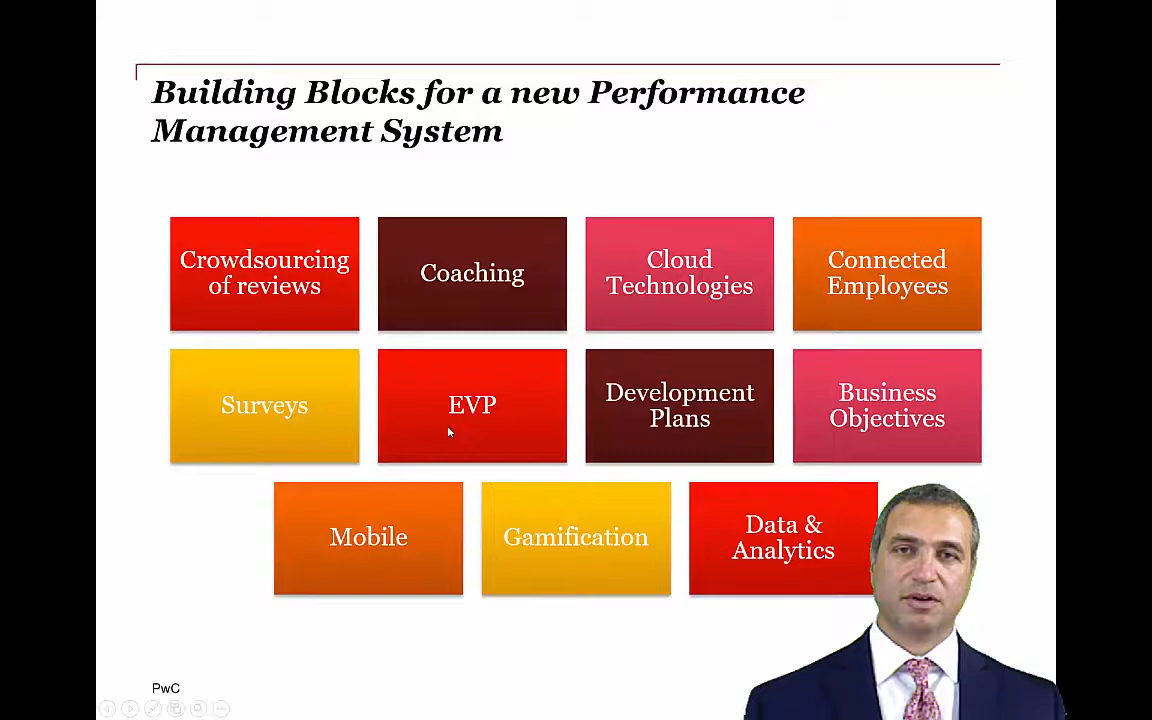 Building Blocks for a new Performance
Management System
Crowdsourcing
of reviews
Coaching
Cloud
Technologies
Connected
Employees
Surveys
EVP
Development
Plans
Business
Objectives
Mobile
Gamification
Data &
Analytics
PwC